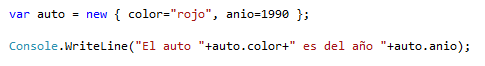 var auto = new { color="rojo", anio=1990 };
Console.WriteLine("El auto "+auto.color+" es del año "+auto.anio);